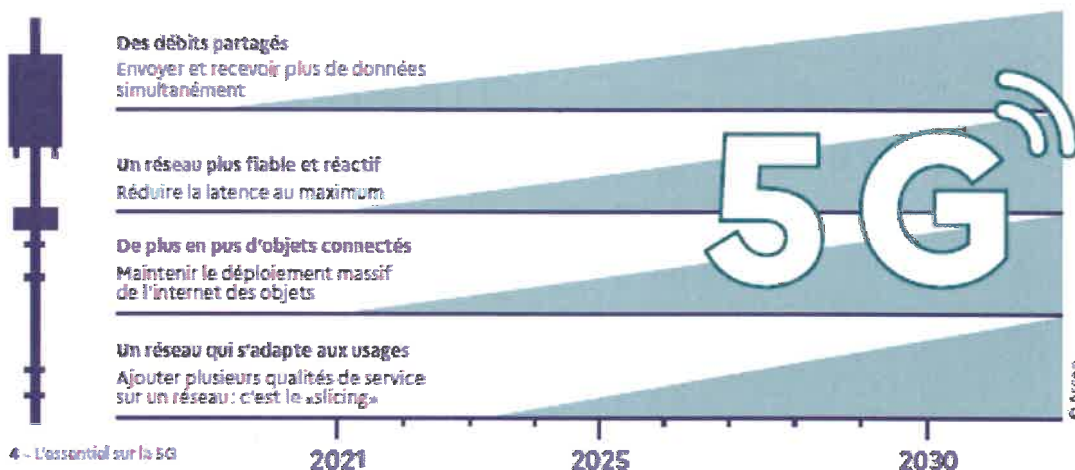 Des débits partagés
Envoyer et recevoir plus de données
simultanément
Un réseau plus fiable et réactif
Réduire la latence au maximum
De plus en pus d'objets connectés
Maintenir le déploiement massif
de l'internet des objets
Un réseau qui s'adapte aux usages
Ajouter plusieurs qualités de service
sur un réseau : c'est le «slicing»
5G
© Arcep
4 - L'essentiel sur la 5G
2021
2025
2030